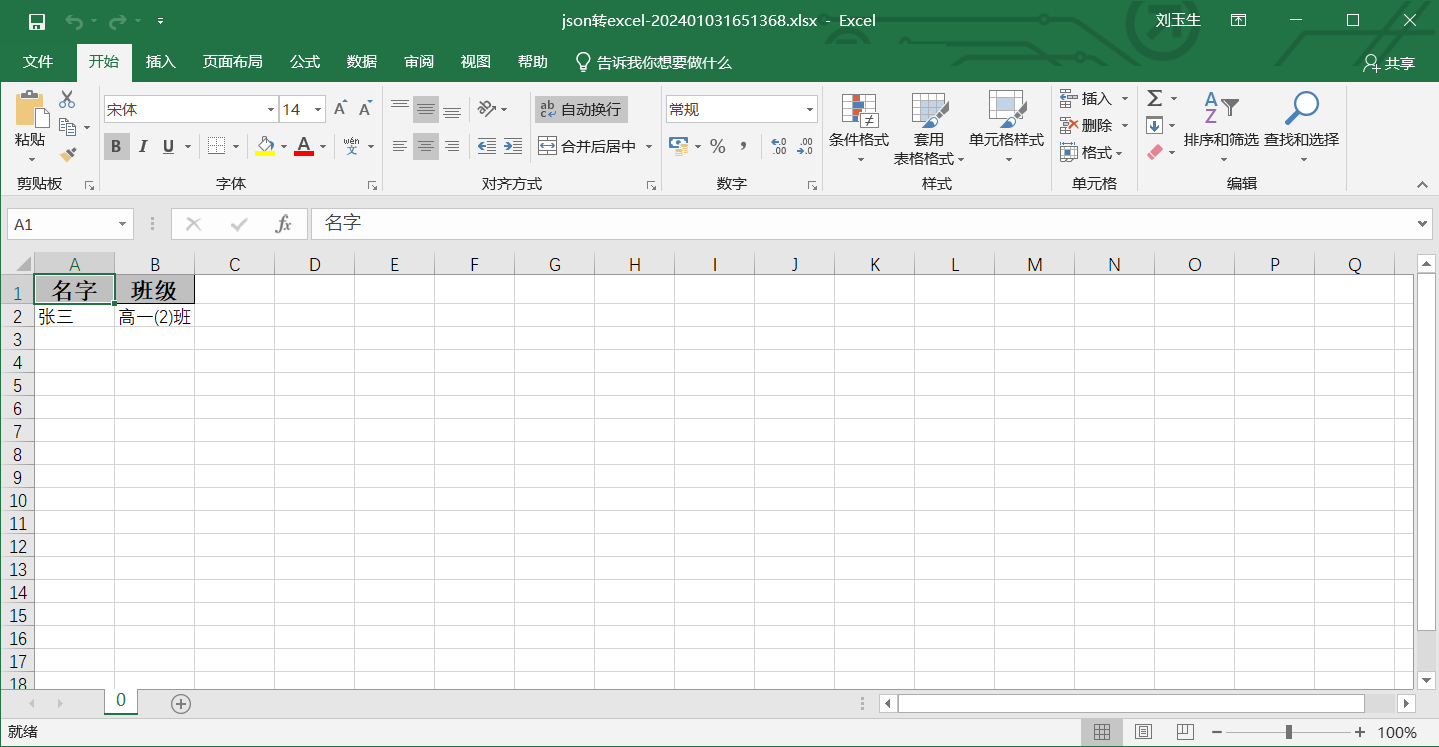 json转excel-202401031651368.xlsx - Excel
刘玉生
文件 开始 插入 页面布局 公式 数据 审阅 视图 帮助 告诉我你想要做什么 共享
宋体 14 A A ab 自动换行 常规 条件格式 套用 表格格式 单元格样式 插入 删除 格式 Σ A Z 排序和筛选 查找和选择
粘贴 B I U A wén 文 合并后居中 % , .0 .00 .00 .0
剪贴板 字体 对齐方式 数字 样式 单元格 编辑
A1 fx 名字
A B C D E F G H I J K L M N O P Q
1 名字 班级
2 张三 高一(2)班
3
4
5
6
7
8
9
10
11
12
13
14
15
16
17
18
0
就绪 100%